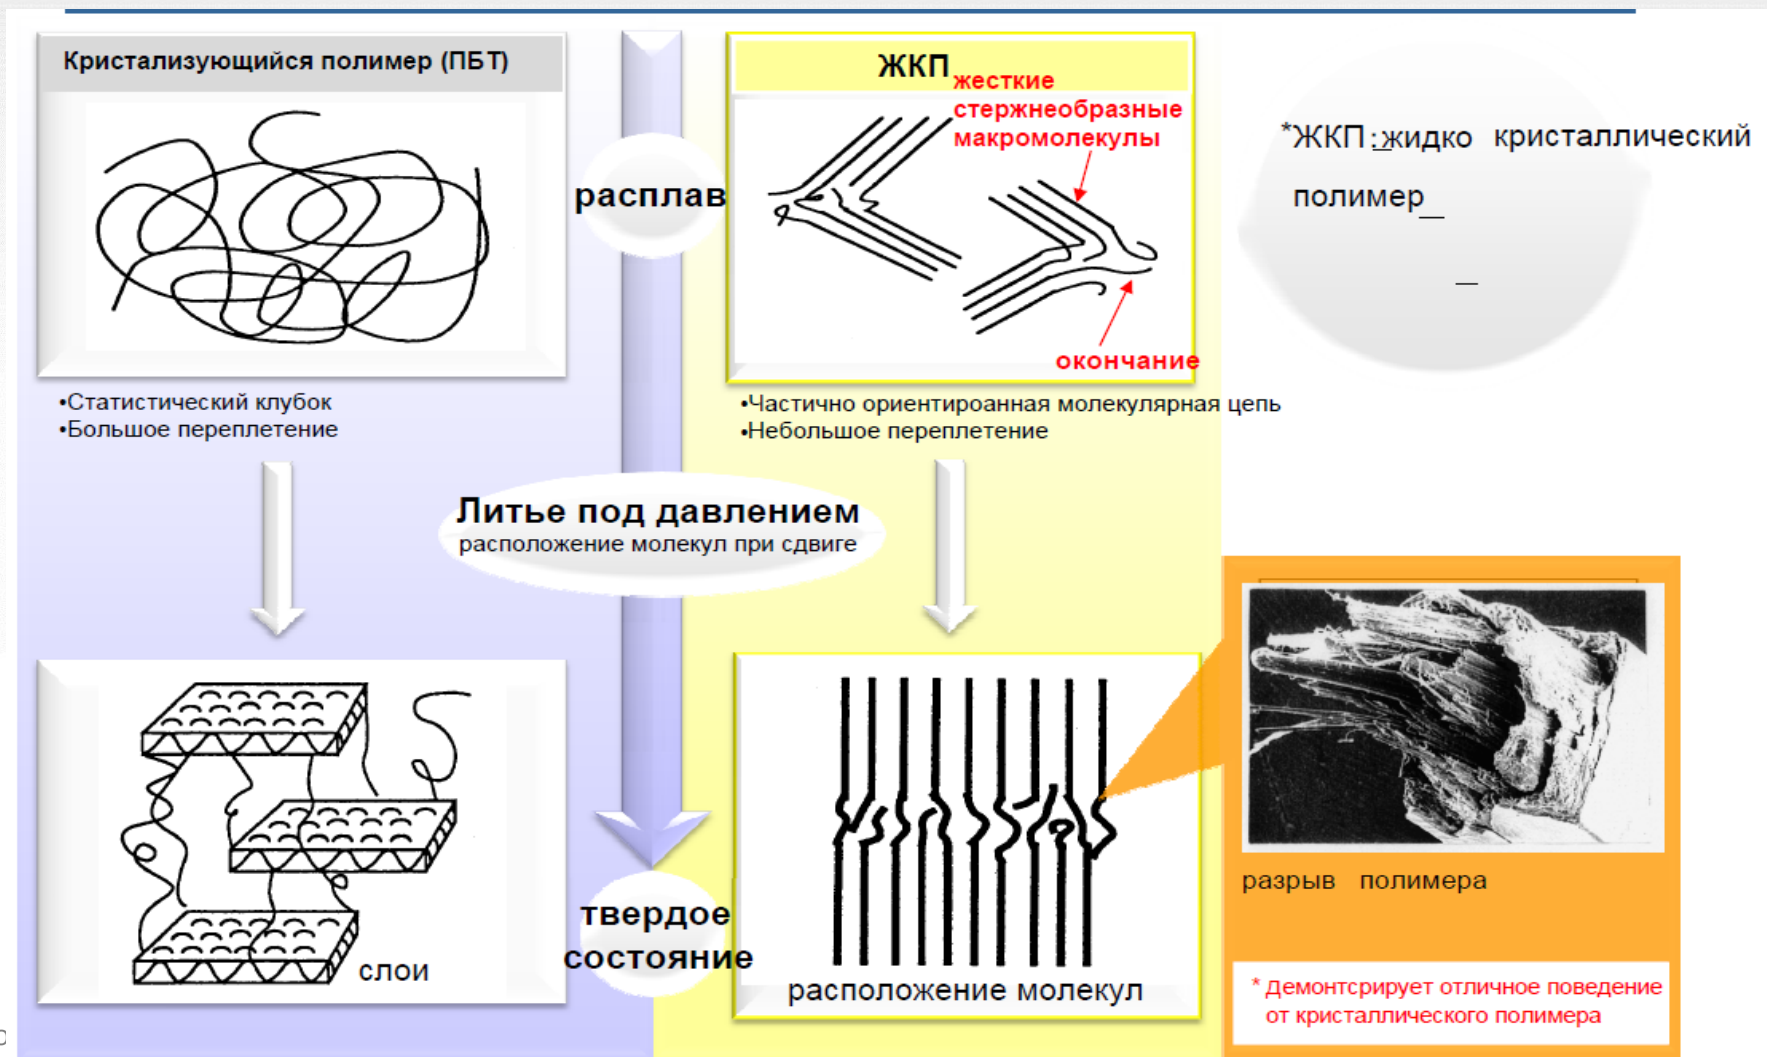 Кристализующийся полимер (ПБТ)
расплав
ЖКП
жесткие
стержнеобразные
макромолекулы
окончание
*ЖКП:жидко кристаллический
полимер_
_
•Статистический клубок
•Большое переплетение
•Частично ориентироанная молекулярная цепь
•Небольшое переплетение
Литье под давлением
расположение молекул при сдвиге
слои
твердое
состояние
расположение молекул
разрыв полимера
* Демонтсрирует отличное поведение
от кристаллического полимера